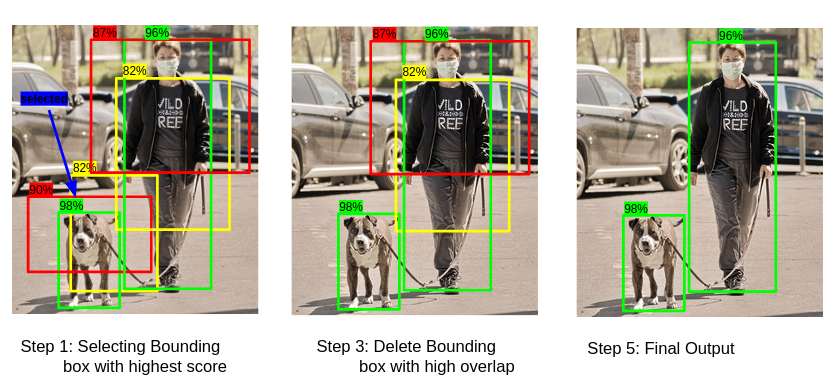 87%
96%
82%
selected
82%
90%
98%
VILD
REE
Step 1: Selecting Bounding
box with highest score
87%
96%
82%
98%
VILD
REE
Step 3: Delete Bounding
box with high overlap
96%
98%
VILD
REE
Step 5: Final Output